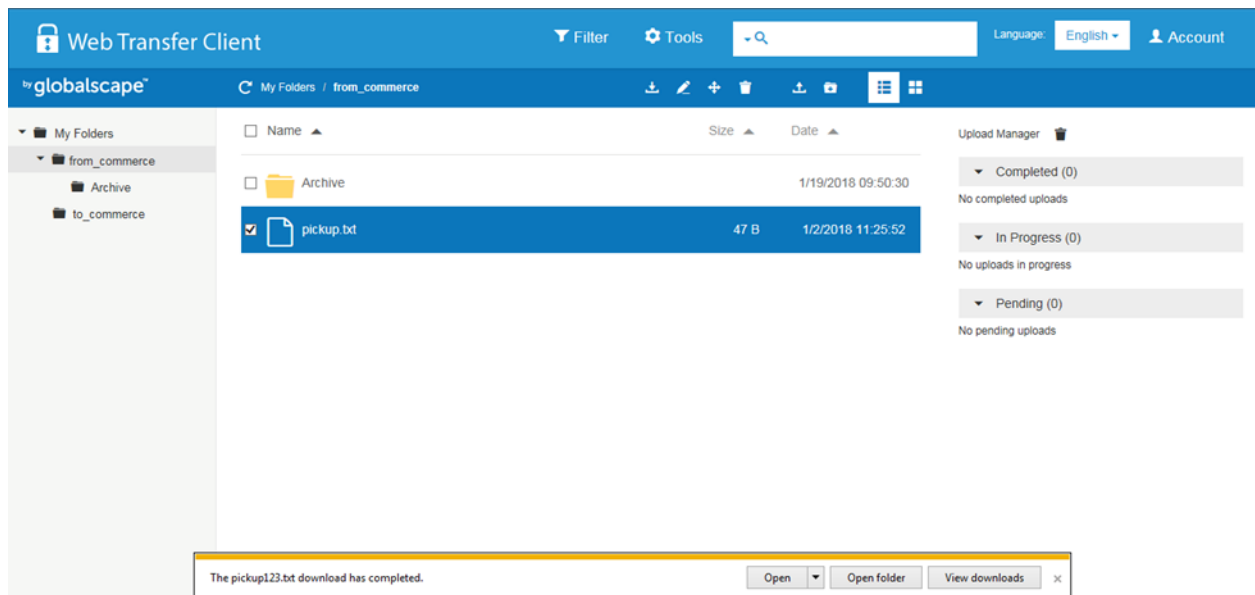 Web Transfer Client
Filter
Tools
Language:
English
Account
by globalscape™
My Folders / from_commerce
My Folders
from_commerce
Archive
to_commerce
Name
Size
Date
Archive
1/19/2018 09:50:30
pickup.txt
47 B
1/2/2018 11:25:52
Upload Manager
Completed (0)
No completed uploads
In Progress (0)
No uploads in progress
Pending (0)
No pending uploads
The pickup123.txt download has completed.
Open
Open folder
View downloads